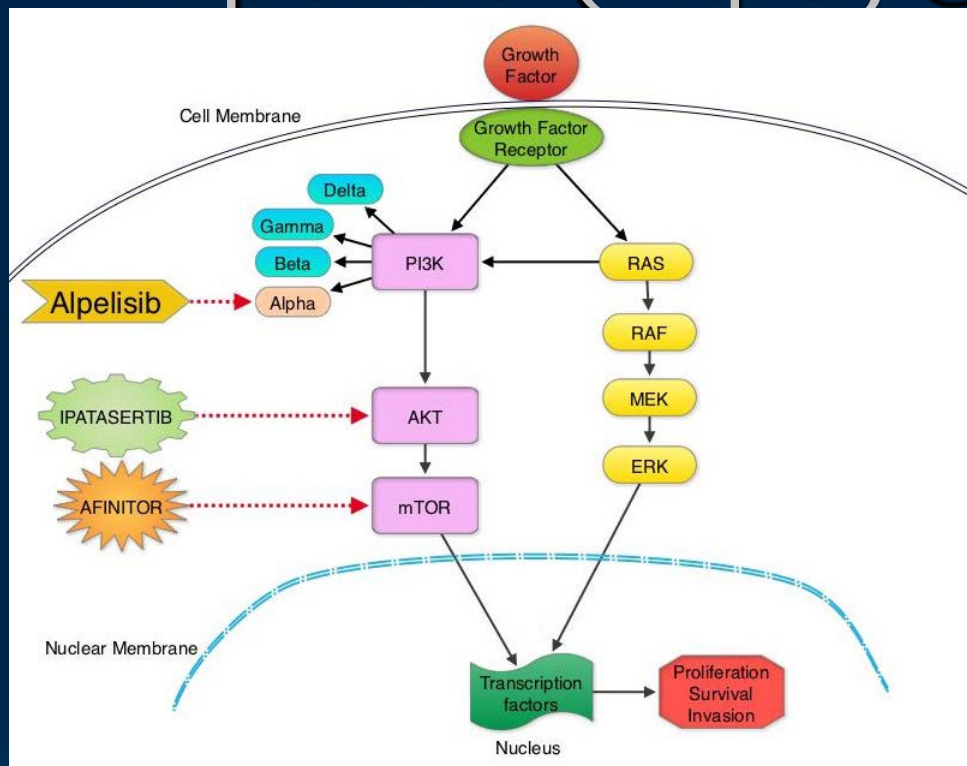 Growth
Factor
Cell Membrane
Growth Factor
Receptor
Delta
Gamma
Beta
PI3K
RAS
Alpelisib
Alpha
RAF
MEK
IPATASERTIB
AKT
ERK
AFINITOR
mTOR
Nuclear Membrane
Transcription
factors
Proliferation
Survival
Invasion
Nucleus